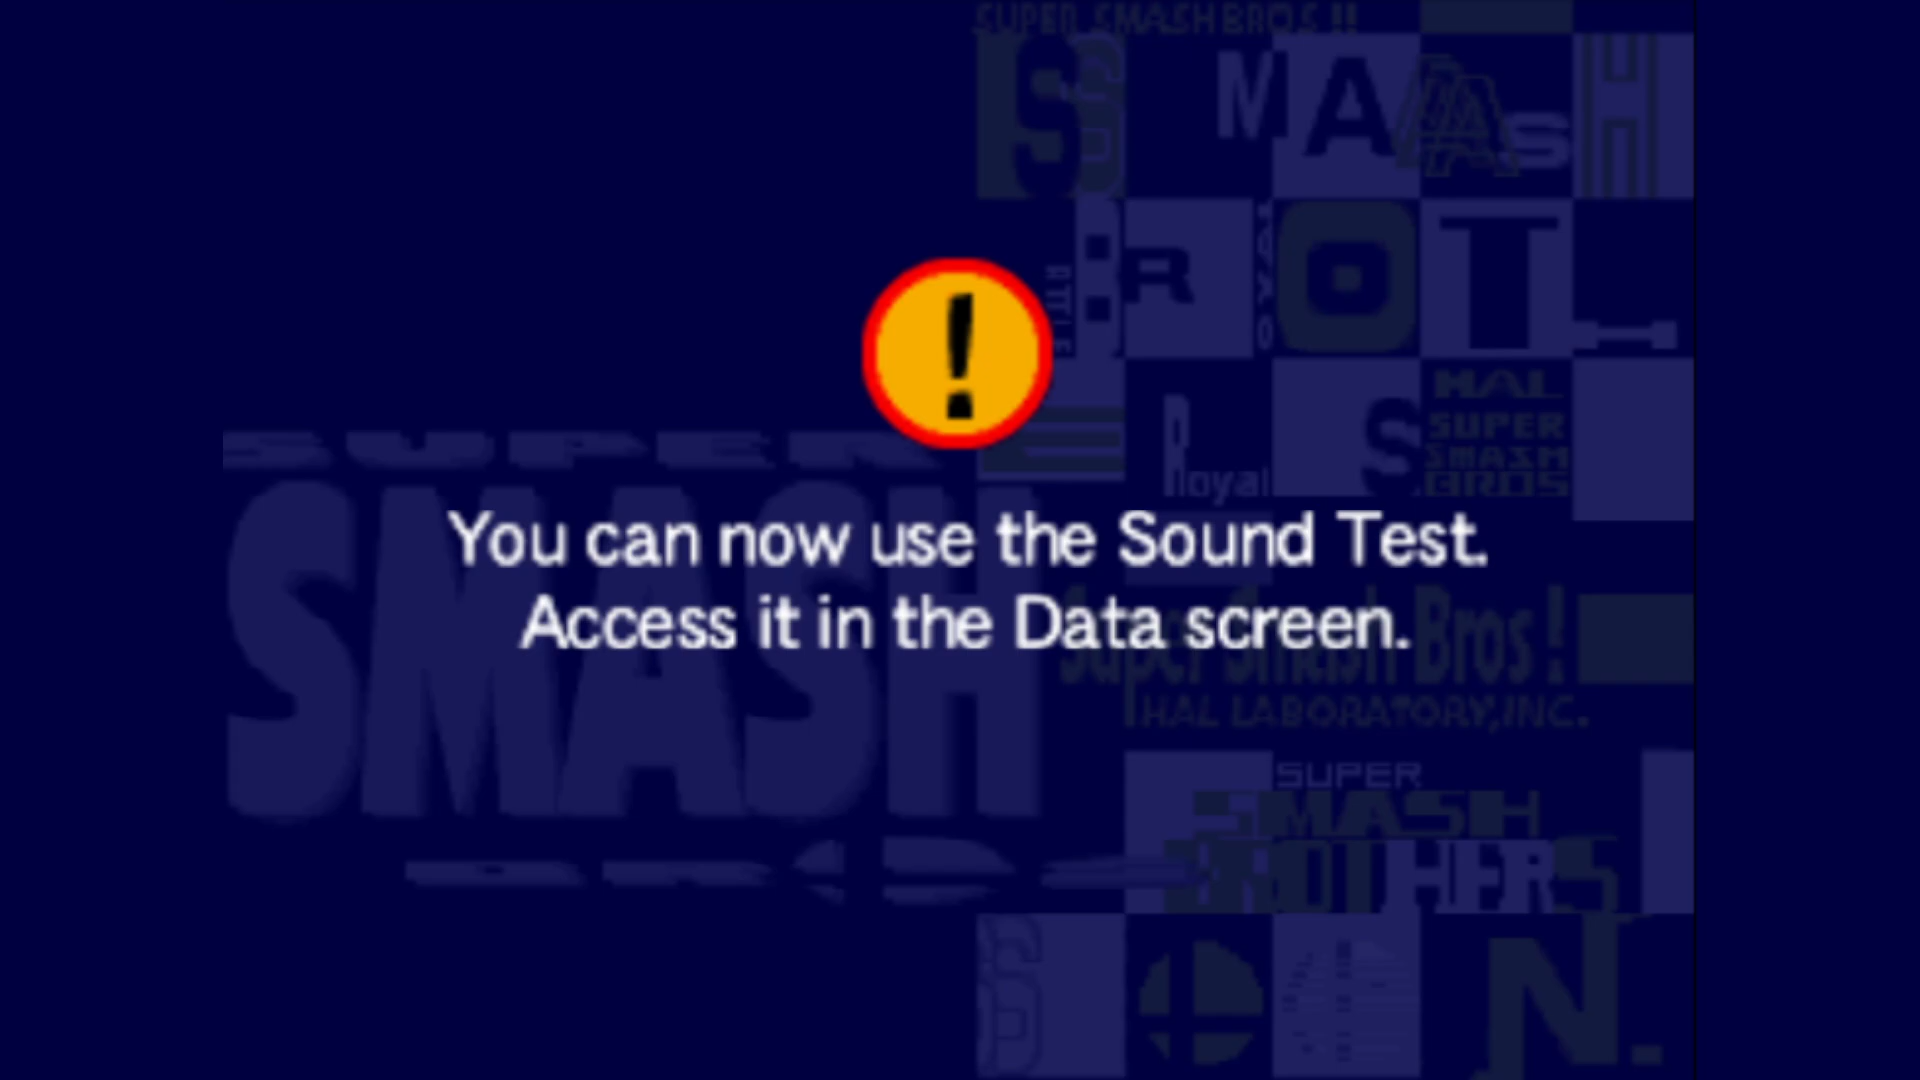 SUPER SMASH BROS !!
S M A A S H
B R O T
Royal S
HAL
SUPER
SMASH
BROS
SUPER
SMASH
!
You can now use the Sound Test.
Access it in the Data screen.
Super Smash Bros!
HAL LABORATORY,INC.
SUPER
SMASH
BROTHERS
N.